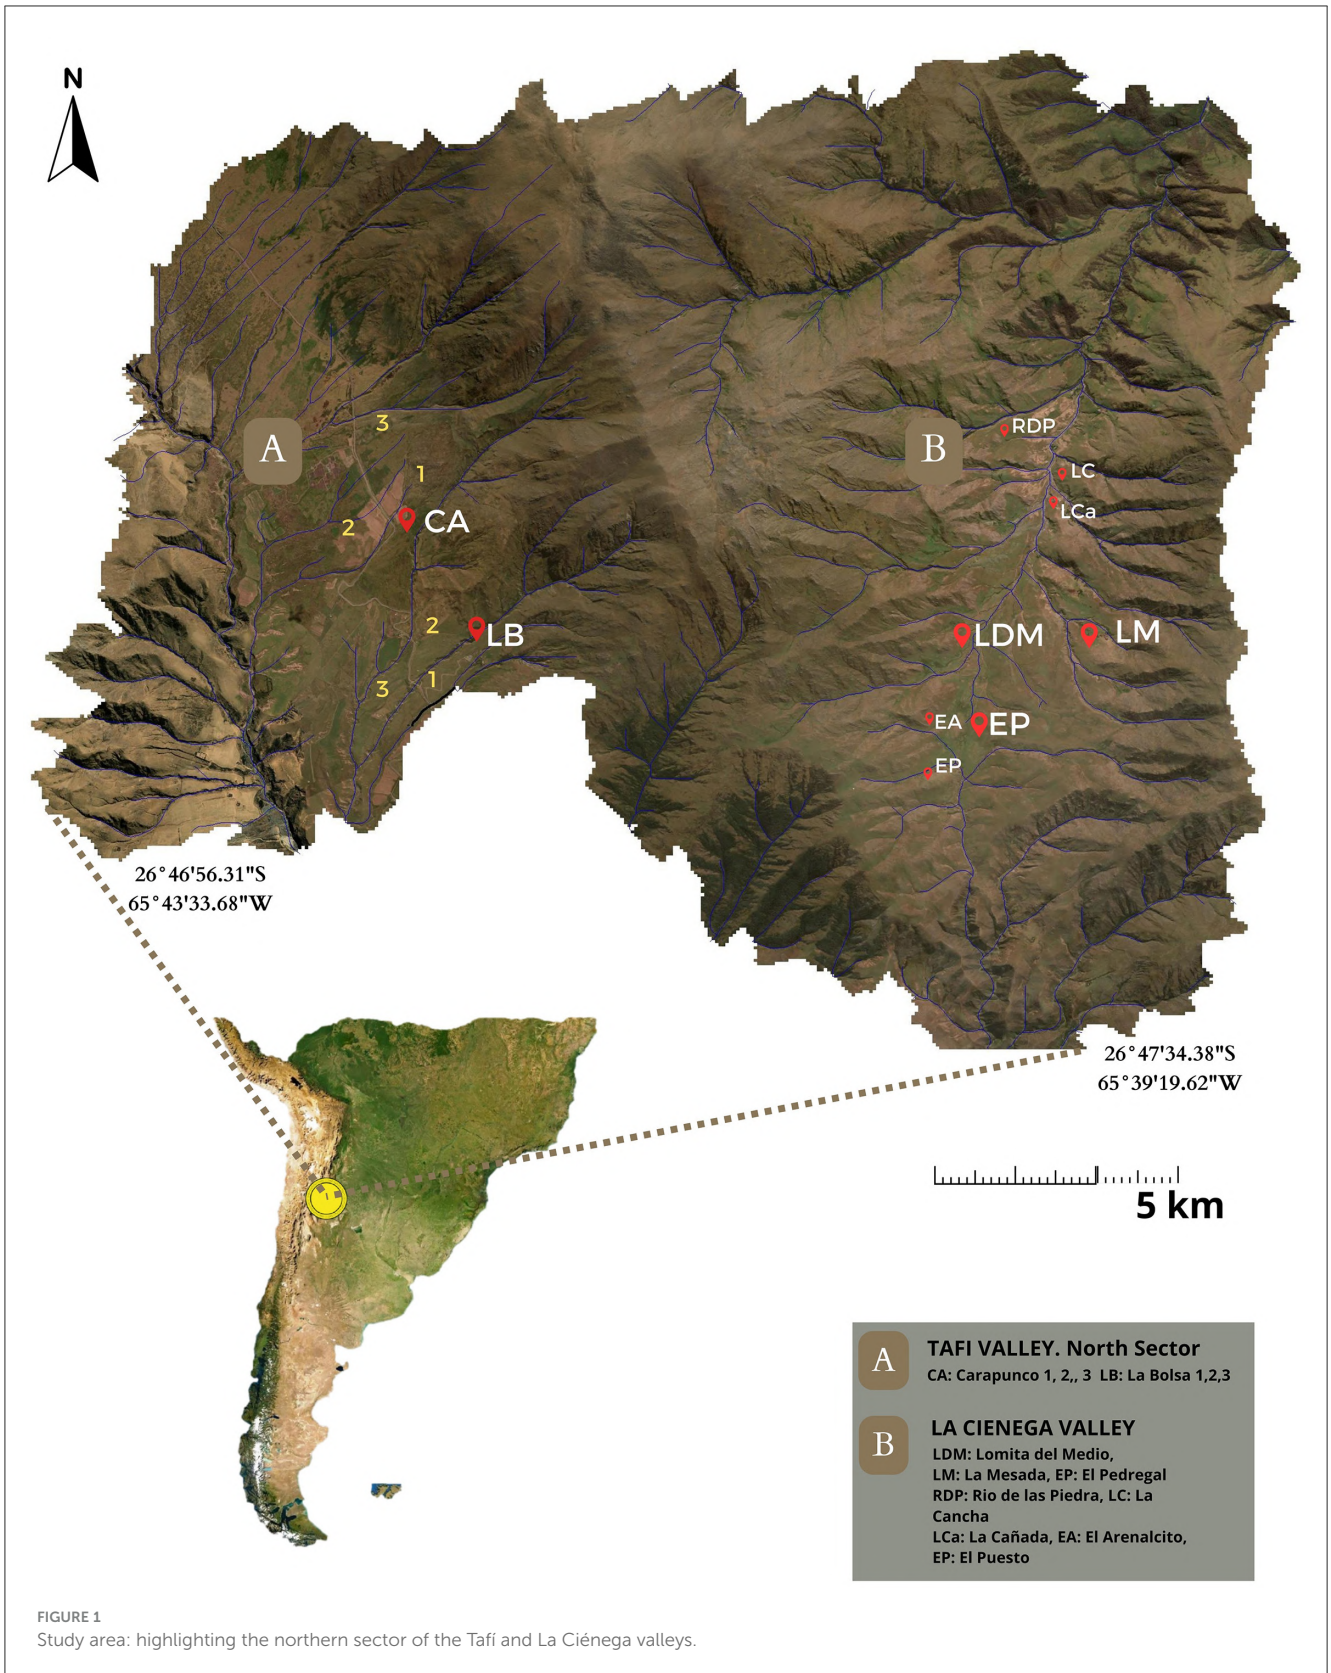 N
A
B
3
1
2
CA
RDP
LC
LCa
2
LB
1
3
LDM
LM
EA
EP
EP
26°46'56.31"S
65°43'33.68"W
26°47'34.38"S
65°39'19.62"W
5 km
A
TAFI VALLEY. North Sector
CA: Carapunco 1, 2,, 3 LB: La Bolsa 1,2,3
B
LA CIENEGA VALLEY
LDM: Lomita del Medio,
LM: La Mesada, EP: El Pedregal
RDP: Rio de las Piedra, LC: La
Cancha
LCa: La Cañada, EA: El Arenalcito,
EP: El Puesto
FIGURE 1
Study area: highlighting the northern sector of the Tafí and La Ciénega valleys.